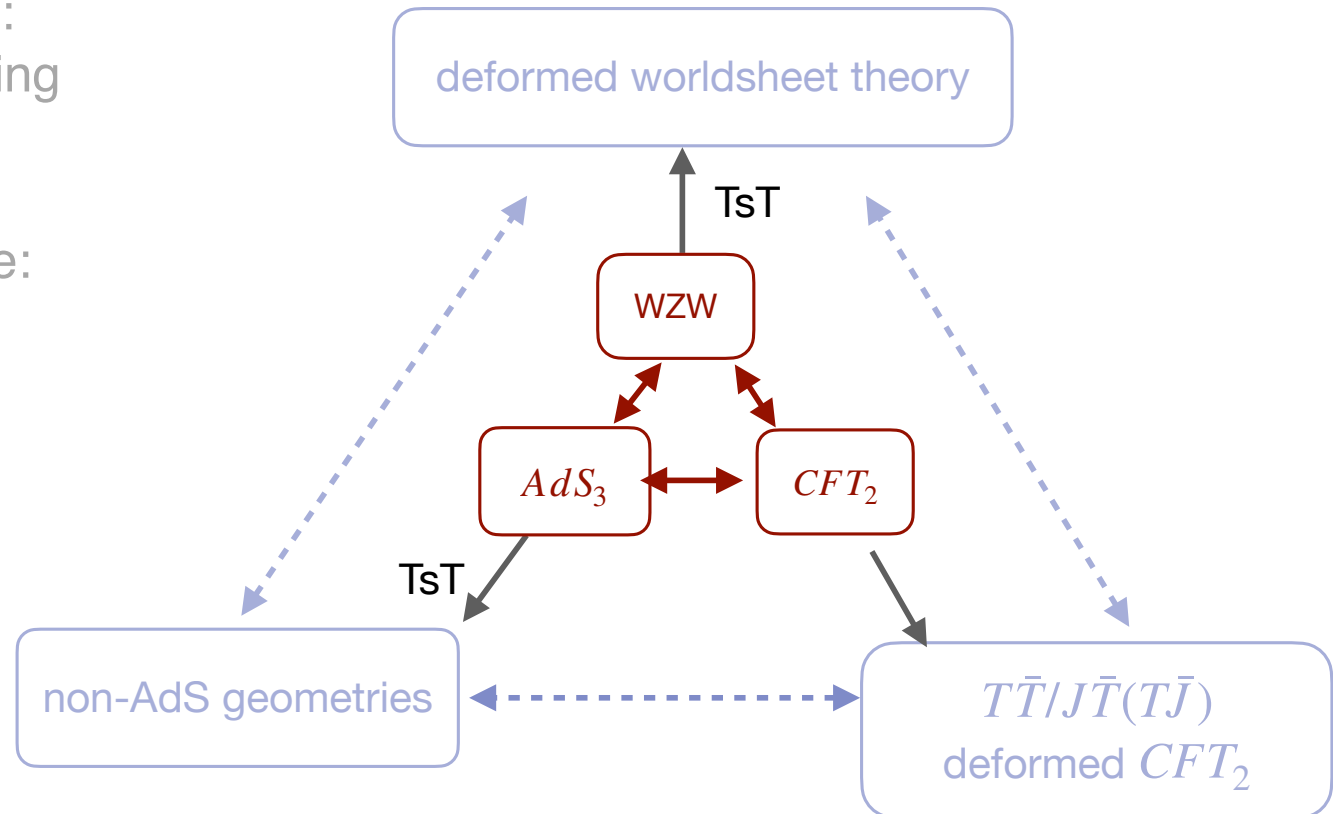 :
deformed worldsheet theory
TsT
WZW
AdS₃
CFT₂
TsT
non-AdS geometries
TT̄/JT̄(TJ̄)
deformed CFT₂